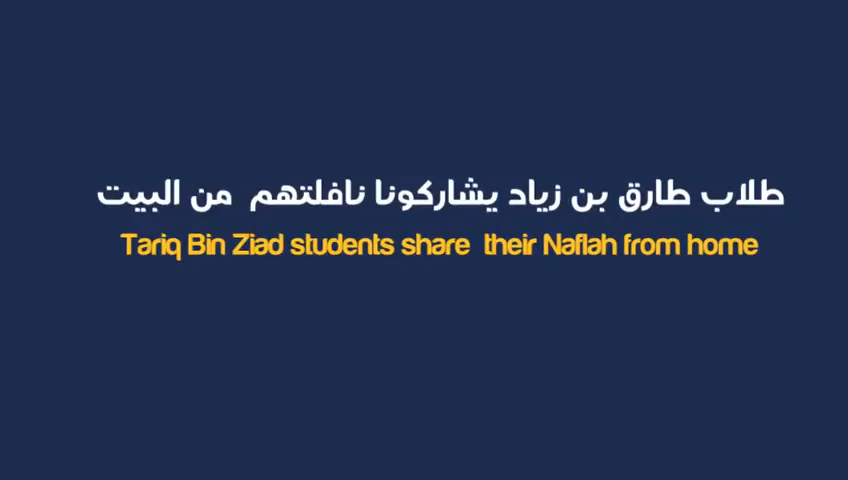 طلاب طارق بن زياد يشاركونا نافلتهم من البيت
Tariq Bin Ziad students share their Naflah from home